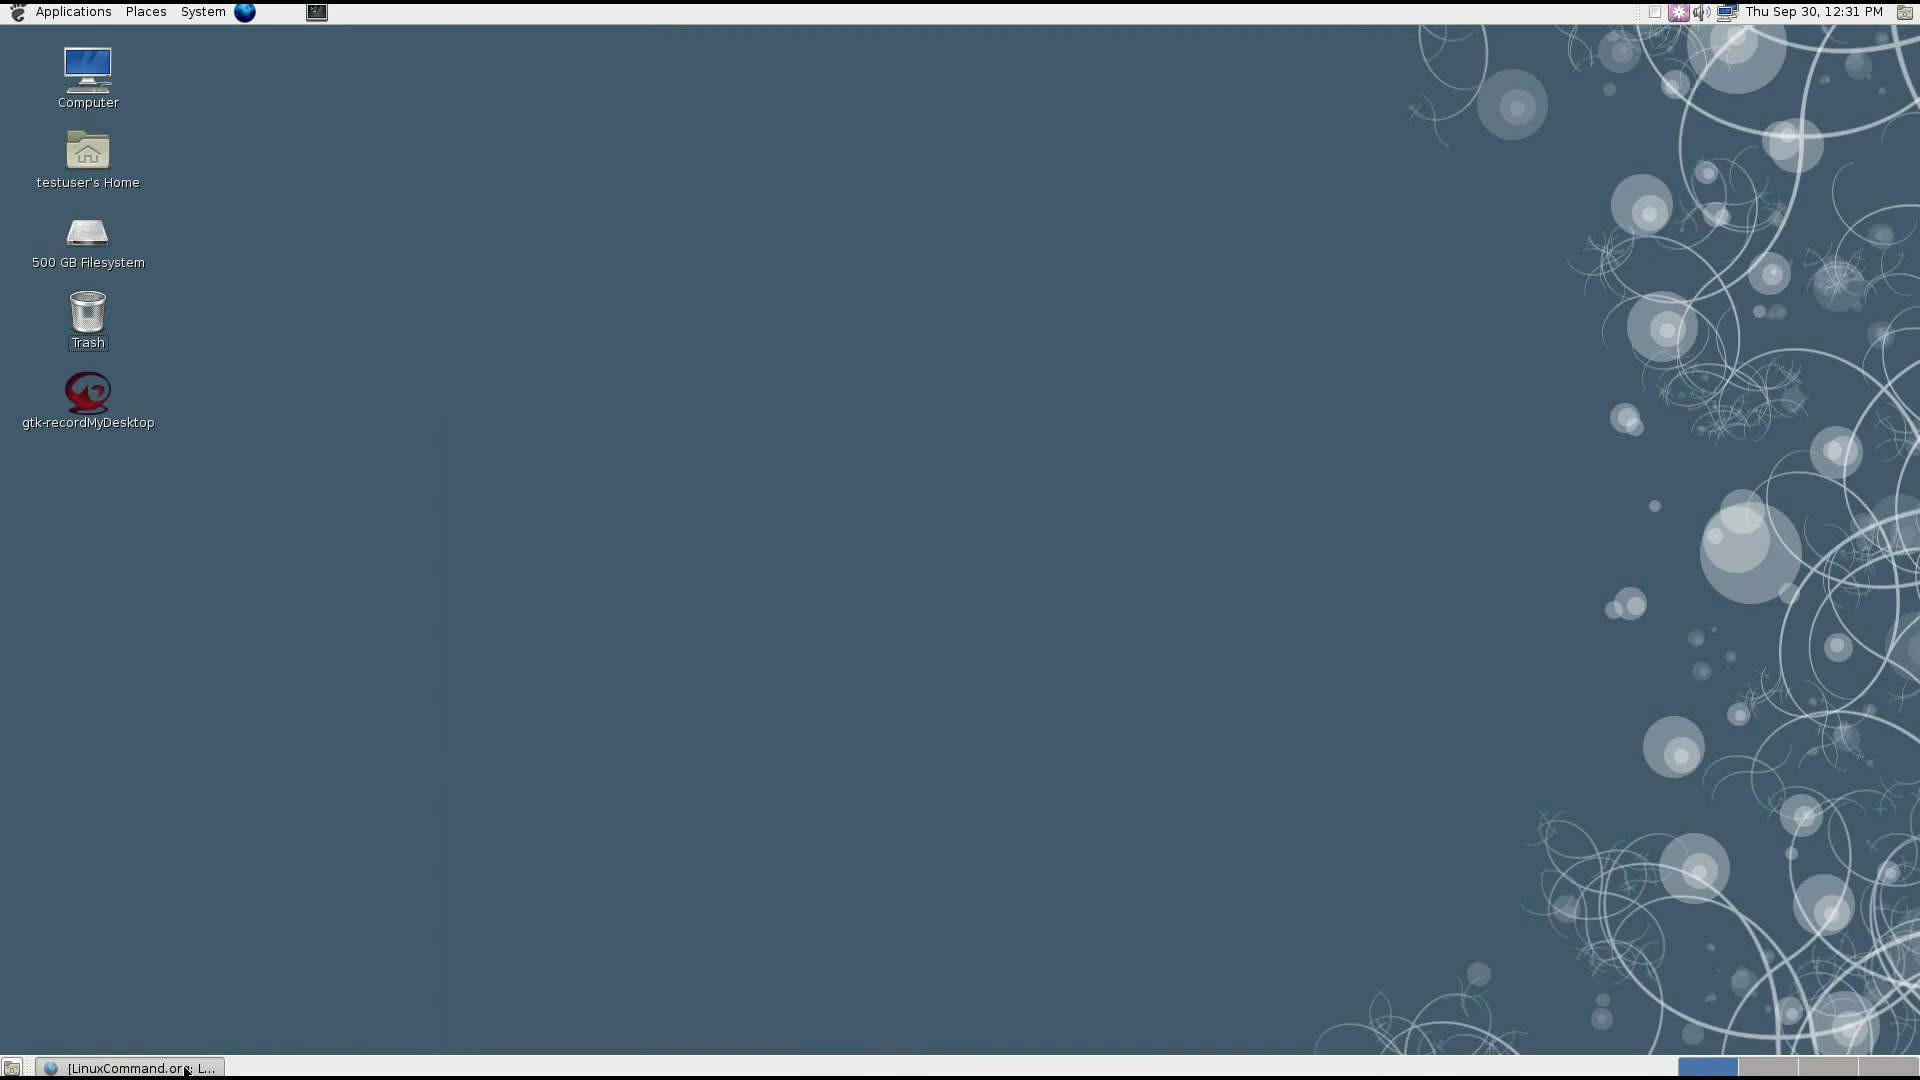 Applications Places System Thu Sep 30, 12:31 PM
Computer
testuser's Home
500 GB Filesystem
Trash
gtk-recordMyDesktop
[LinuxCommand.org: L...